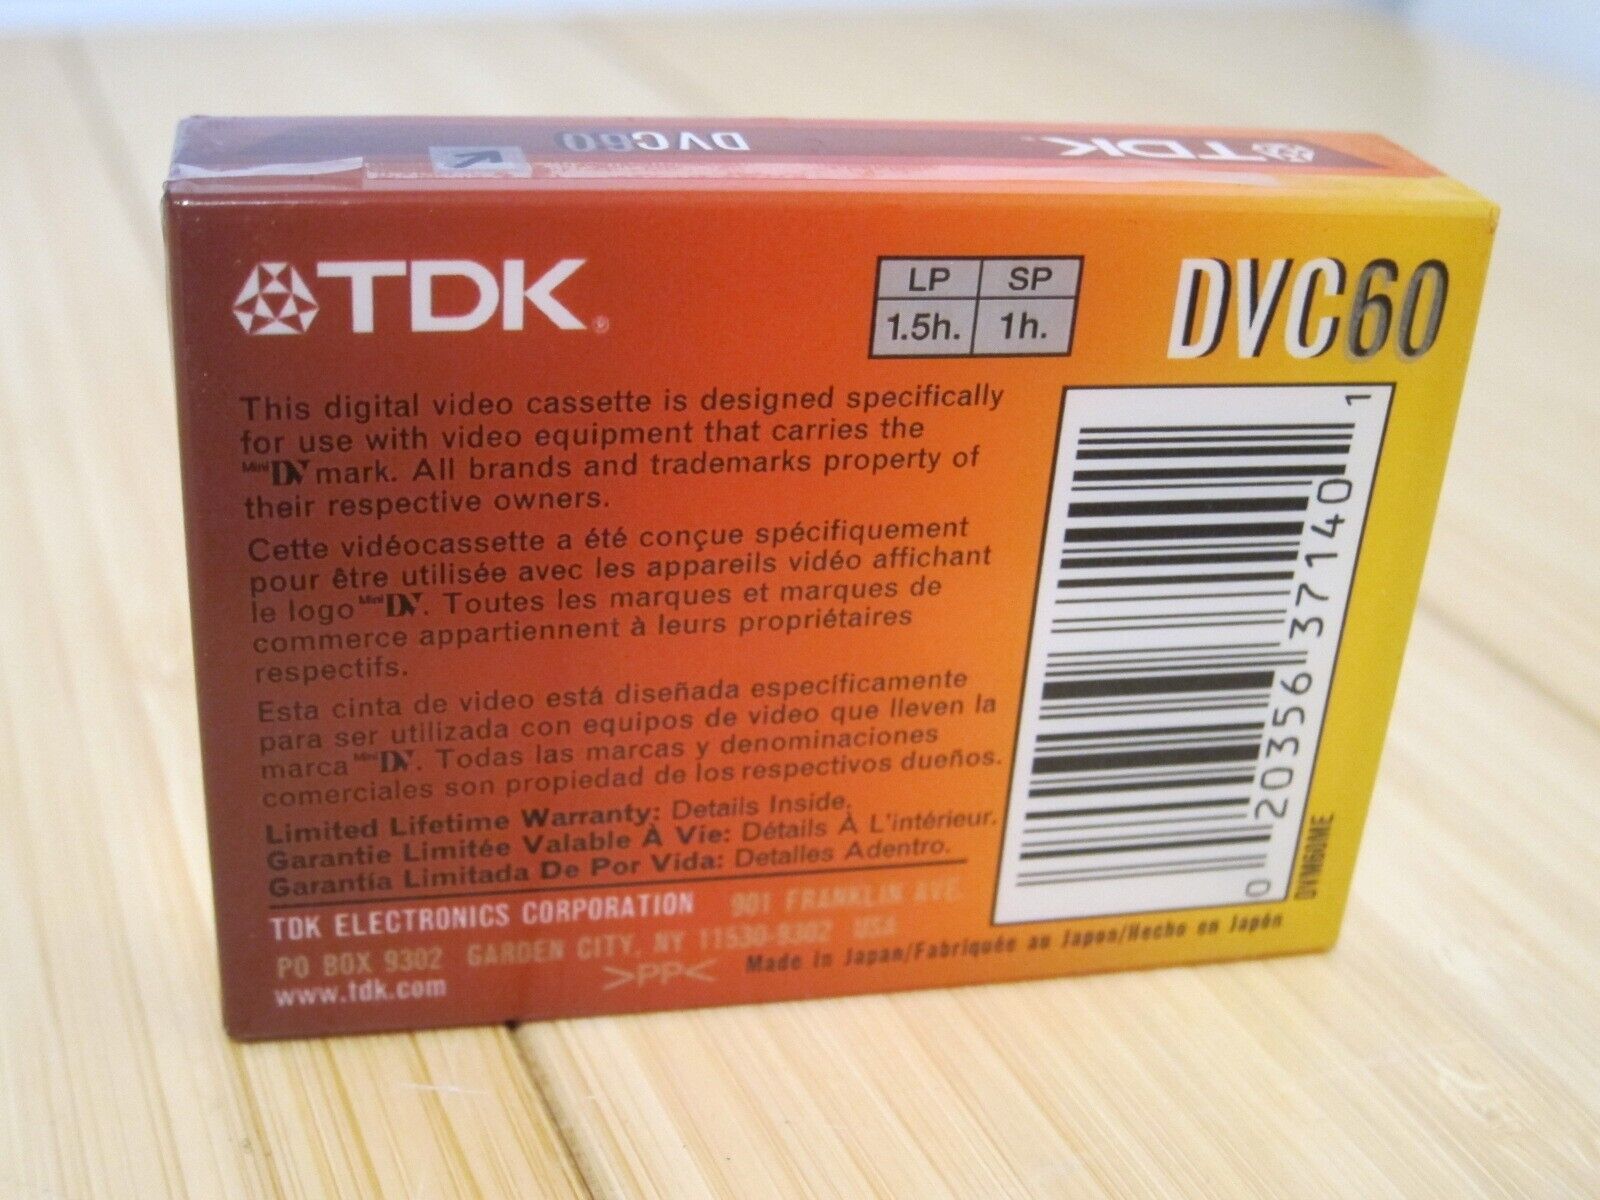 DVC60
TDK
TDK
LP SP
1.5h. 1h.
DVC60
This digital video cassette is designed specifically
for use with video equipment that carries the
Mini DV mark. All brands and trademarks property of
their respective owners.
Cette vidéocassette a été conçue spécifiquement
pour être utilisée avec les appareils vidéo affichant
le logo Mini DV. Toutes les marques et marques de
commerce appartiennent à leurs propriétaires
respectifs.
Esta cinta de video está diseñada específicamente
para ser utilizada con equipos de video que lleven la
marca Mini DV. Todas las marcas y denominaciones
comerciales son propiedad de los respectivos dueños.
Limited Lifetime Warranty: Details Inside.
Garantie Limitée Valable À Vie: Détails À L'intérieur.
Garantía Limitada De Por Vida: Detalles Adentro.
TDK ELECTRONICS CORPORATION 901 FRANKLIN AVE.
PO BOX 9302 GARDEN CITY, NY 11530-9302 USA
www.tdk.com >PP<
Made in Japan/Fabriquée au Japon/Hecho en Japón
0 20356 37140 1
DVM60ME